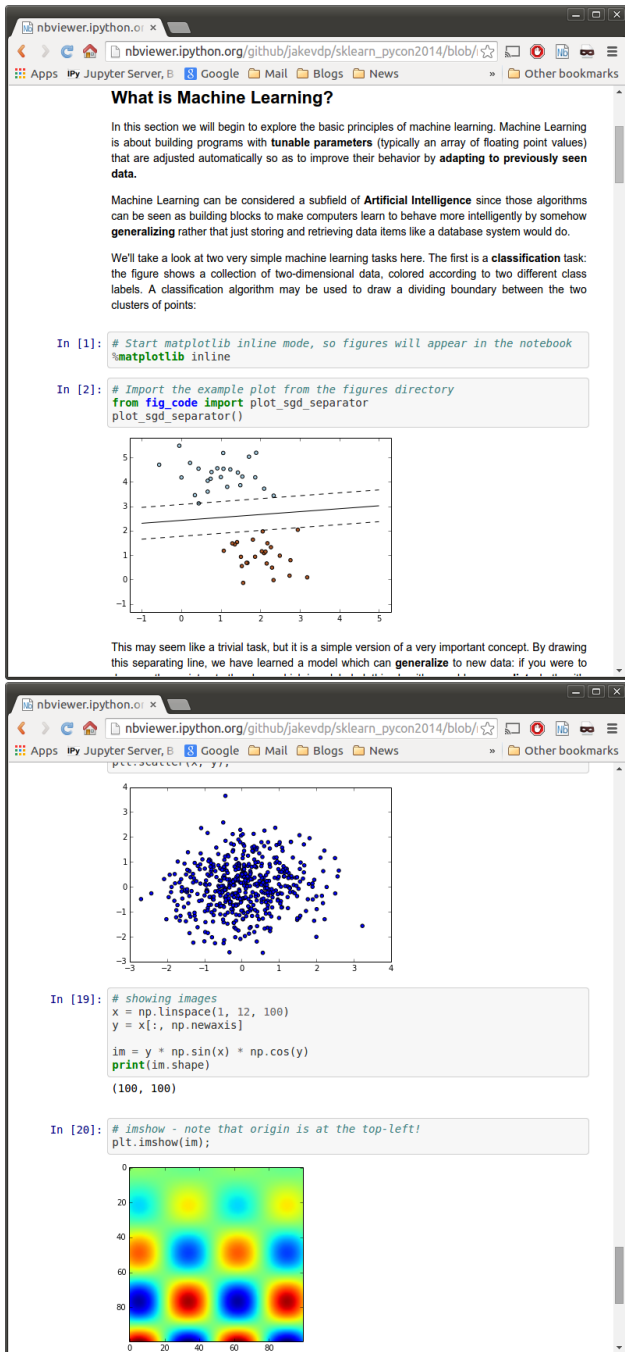 In ipython or ×
nbviewer.ipython.org/github/jakevdp/sklearn_pycon2014/blob/
Apps IPy Jupyter Server, B Google Mail Blogs News » Other bookmarks
What is Machine Learning?
In this section we will begin to explore the basic principles of machine learning. Machine Learning
is about building programs with tunable parameters (typically an array of floating point values)
that are adjusted automatically so as to improve their behavior by adapting to previously seen
data.
Machine Learning can be considered a subfield of Artificial Intelligence since those algorithms
can be seen as building blocks to make computers learn to behave more intelligently by somehow
generalizing rather that just storing and retrieving data items like a database system would do.
We'll take a look at two very simple machine learning tasks here. The first is a classification task:
the figure shows a collection of two-dimensional data, colored according to two different class
labels. A classification algorithm may be used to draw a dividing boundary between the two
clusters of points:
In [1]: # Start matplotlib inline mode, so figures will appear in the notebook
%matplotlib inline
In [2]: # Import the example plot from the figures directory
from fig_code import plot_sgd_separator
plot_sgd_separator()
5
4
3
2
1
0
−1
−1 0 1 2 3 4 5
This may seem like a trivial task, but it is a simple version of a very important concept. By drawing
this separating line, we have learned a model which can generalize to new data: if you were to
nbviewer.ipython.org/github/jakevdp/sklearn_pycon2014/blob/
Apps IPy Jupyter Server, B Google Mail Blogs News » Other bookmarks
plt.scatter(x, y);
4
3
2
1
0
−1
−2
−3
−3 −2 −1 0 1 2 3 4
In [19]: # showing images
x = np.linspace(1, 12, 100)
y = x[:, np.newaxis]
im = y * np.sin(x) * np.cos(y)
print(im.shape)
(100, 100)
In [20]: # imshow - note that origin is at the top-left!
plt.imshow(im);
0
20
40
60
80
0 20 40 60 80